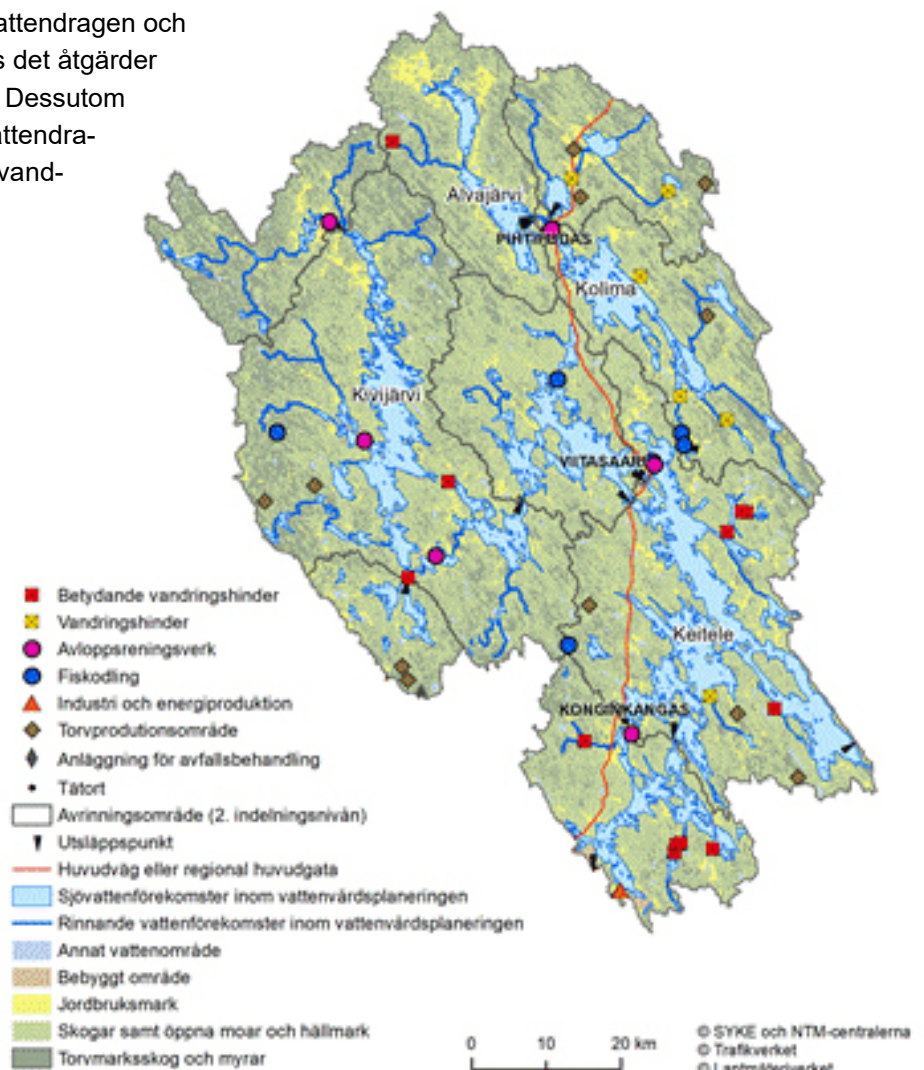 attendragen och
s det åtgärder
Dessutom
attendra-
vand-
Alvajärvi
PIHTIPUDAS
Kolima
Kivijärvi
VIITASAARI
Keitele
KONGINKANGAS
Betydande vandringshinder
Vandringshinder
Avloppsreningsverk
Fiskodling
Industri och energiproduktion
Torvprodutionsområde
Anläggning för avfallsbehandling
Tätort
Avrinningsområde (2. indelningsnivån)
Utsläppspunkt
Huvudväg eller regional huvudgata
Sjövattenförekomster inom vattenvårdsplaneringen
Rinnande vattenförekomster inom vattenvårdsplaneringen
Annat vattenområde
Bebyggt område
Jordbruksmark
Skogar samt öppna moar och hällmark
Torvmarksskog och myrar
0 10 20 km
© SYKE och NTM-centralerna
© Trafikverket
© Lantmäteriverket